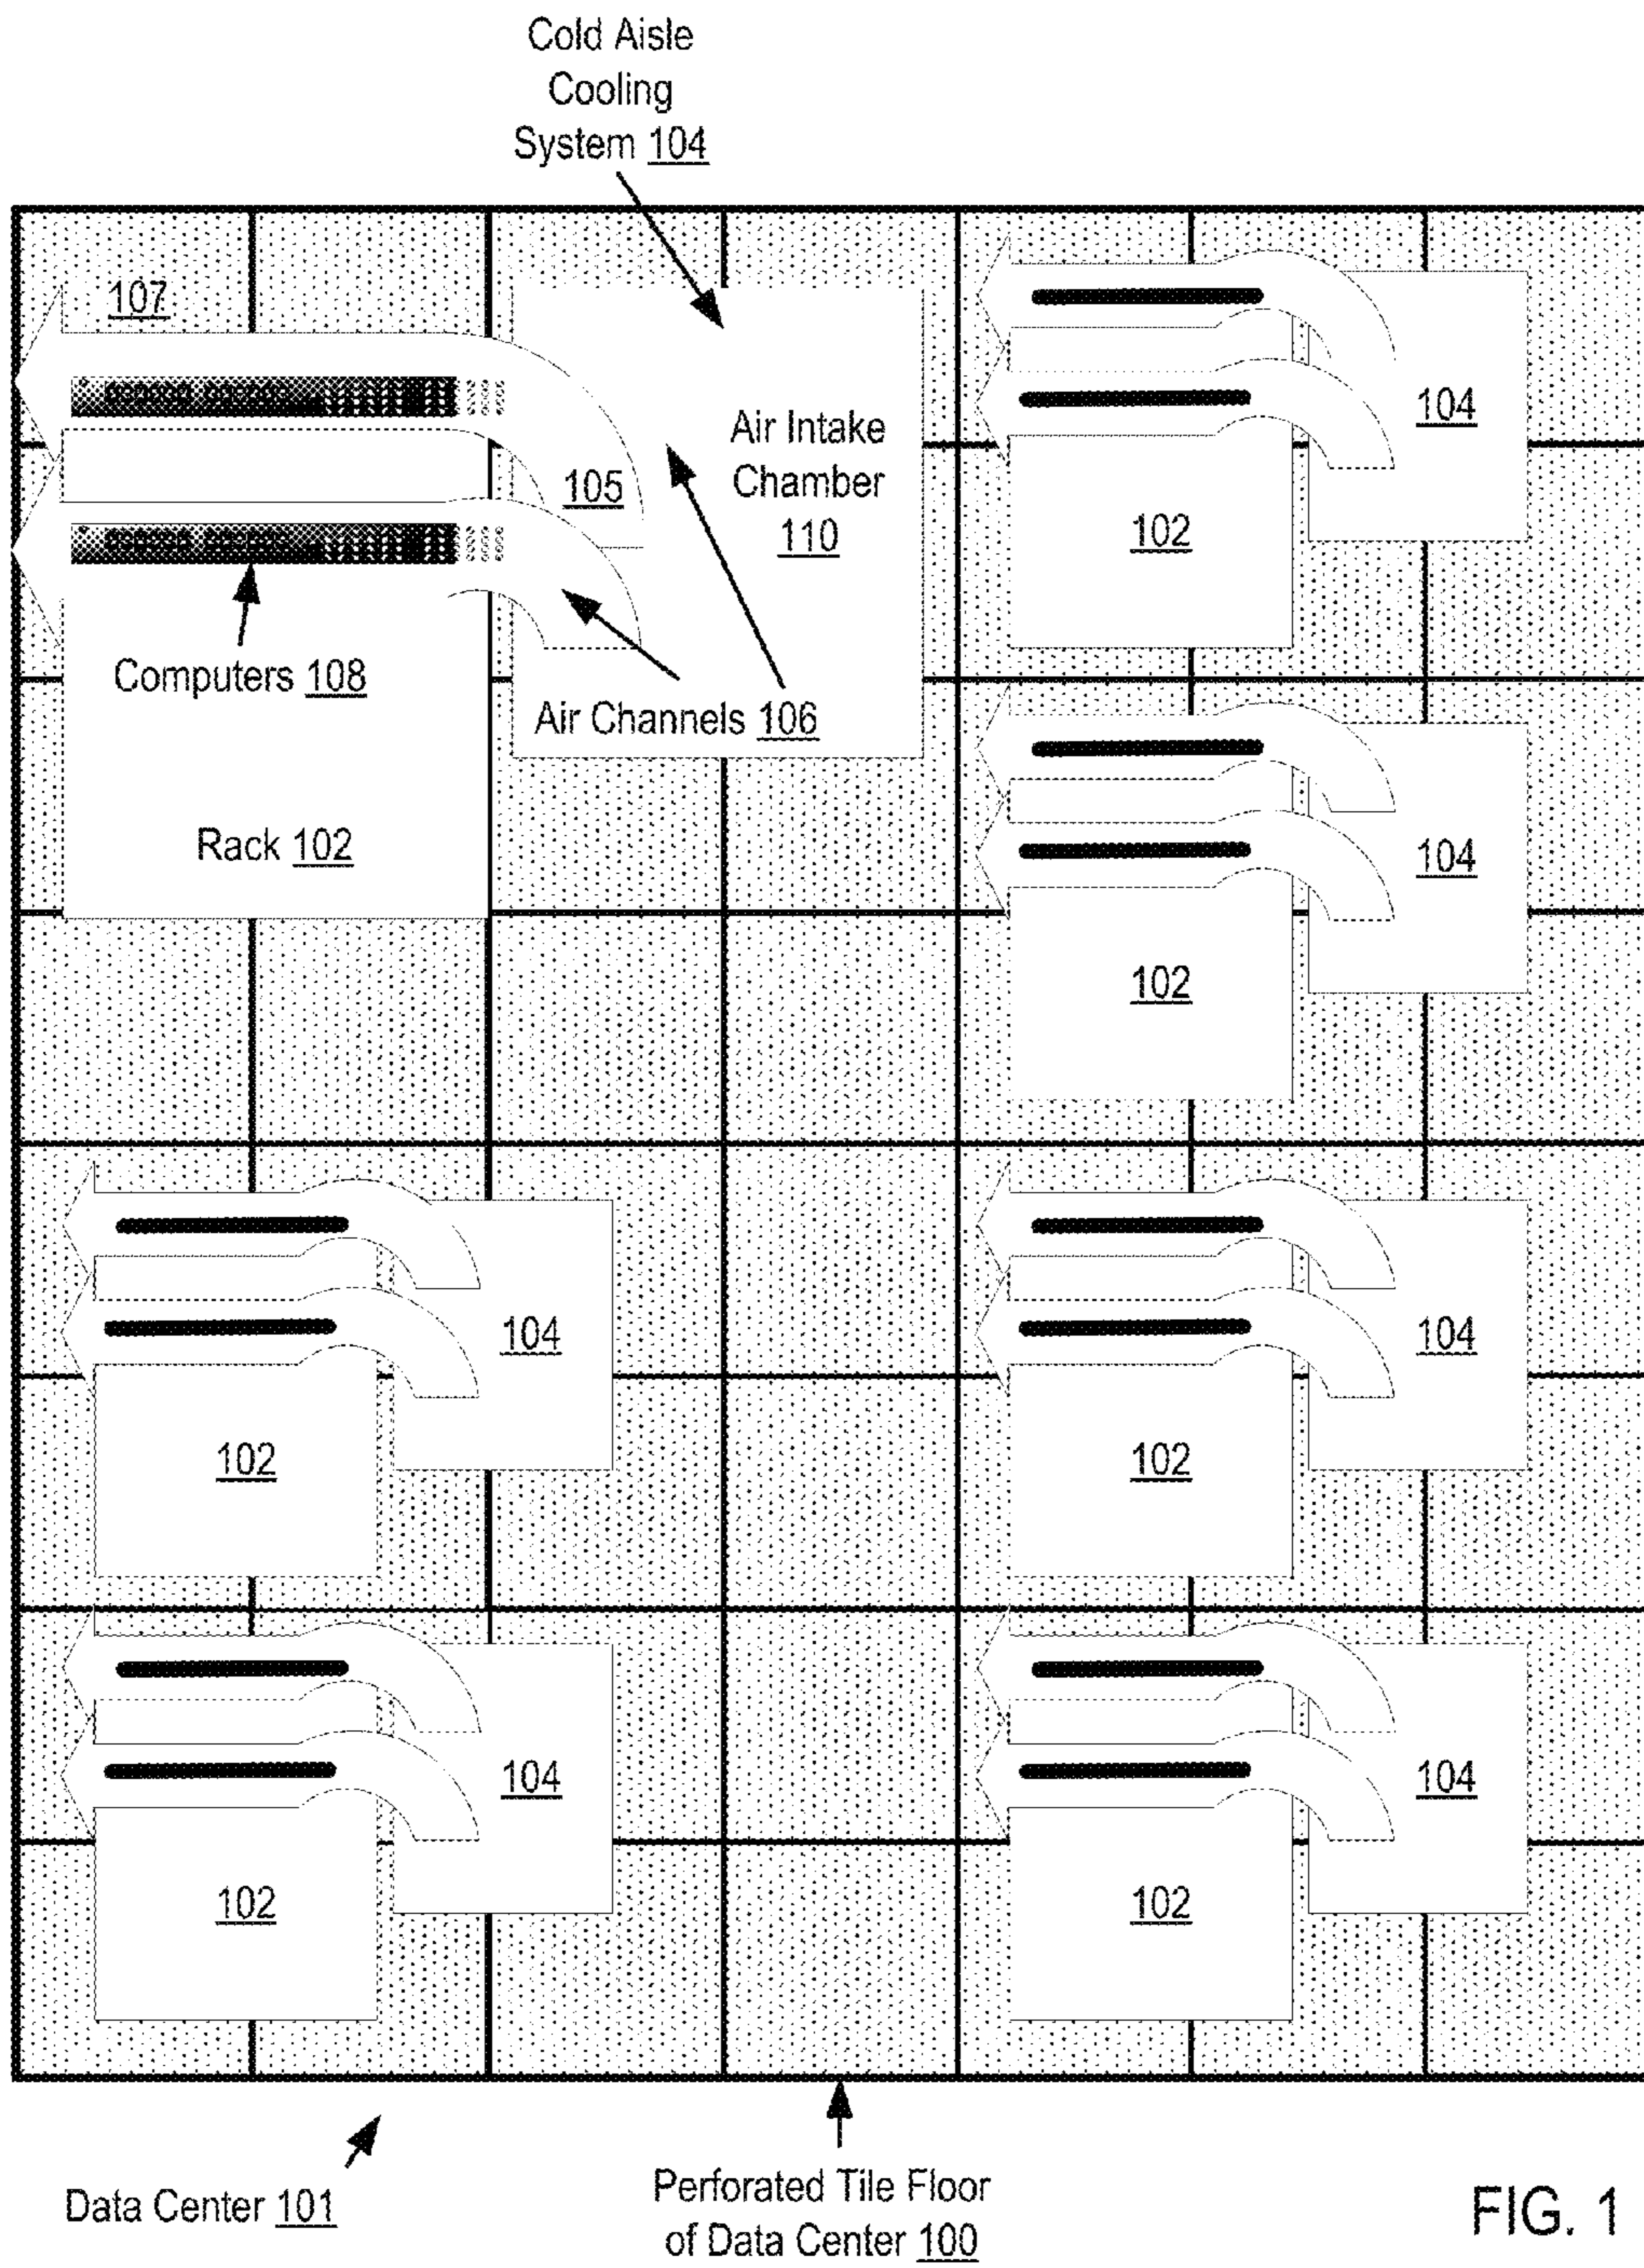 Cold Aisle
Cooling
System 104
107
104
Air Intake
Chamber
110
105
102
Computers 108
Air Channels 106
Rack 102
104
102
104
104
102
102
104
104
102
102
Data Center 101
Perforated Tile Floor
of Data Center 100
FIG. 1